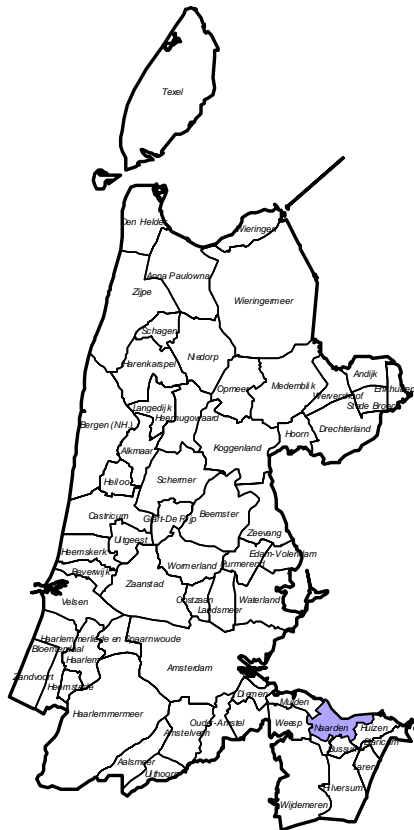 Texel
Den Helder
Wieringen
Anna Paulowna
Zijpe
Wieringermeer
Schagen
Niedorp
Harenkarspel
Andijk
Opmeer
Medemblik
Enkhuizen
Wervershoof
Stede Broec
Langedijk
Heerhugowaard
Bergen (NH.)
Drechterland
Hoorn
Koggenland
Alkmaar
Heiloo
Schermer
Beemster
Castricum
Graft-De Rijp
Zeevang
Uitgeest
Heemskerk
Edam-Volendam
Wormerland
Purmerend
Beverwijk
Zaanstad
Velsen
Oostzaan
Waterland
Landsmeer
Haarlemmerliede en Spaarnwoude
Bloemendaal
Haarlem
Amsterdam
Zandvoort
Heemstede
Diemen
Muiden
Haarlemmermeer
Ouder-Amstel
Weesp
Naarden
Huizen
Amstelveen
Blaricum
Bussum
Aalsmeer
Laren
Uithoorn
Hilversum
Wijdemeren